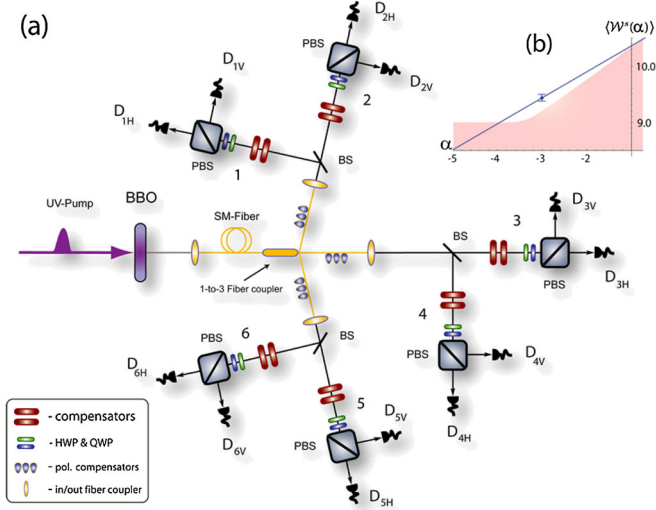 (a)
D2H
(b)
⟨𝒲ˢ(α)⟩
PBS
D1V
D2V
10.0
D1H
2
9.0
α
PBS
1
BS
-5
-4
-3
-2
UV-Pump
BBO
SM-Fiber
BS
3
D3V
1-to-3 Fiber coupler
PBS
D3H
4
PBS
6
BS
PBS
D4V
D6H
D4H
D6V
5
D5V
PBS
D5H
- compensators
- HWP & QWP
- pol. compensators
- in/out fiber coupler